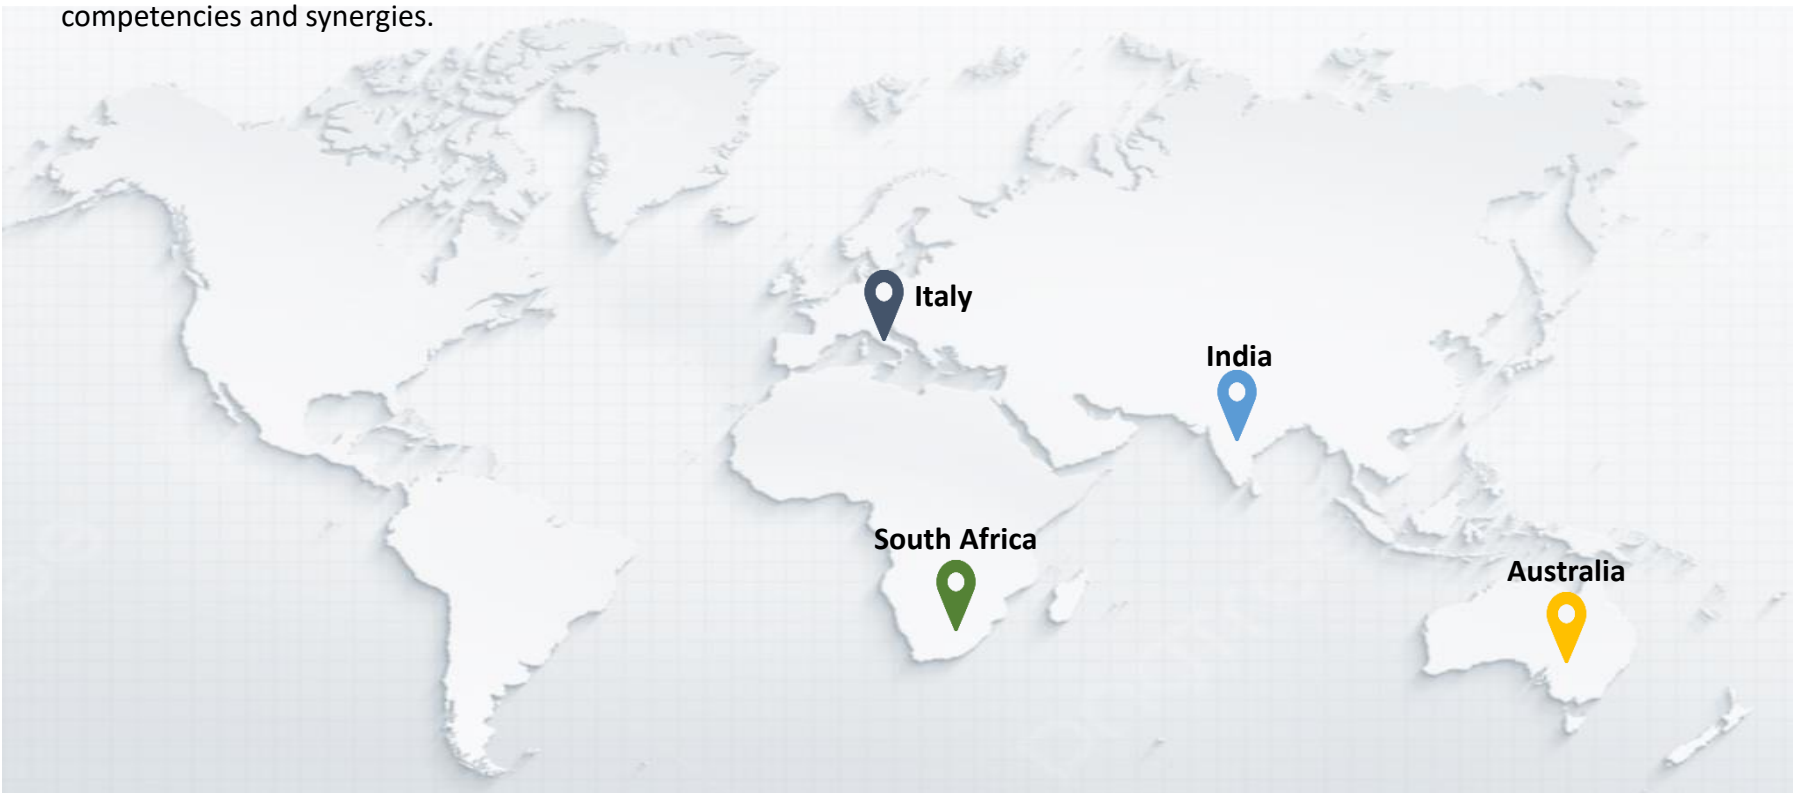 competencies and synergies.
Italy
India
South Africa
Australia